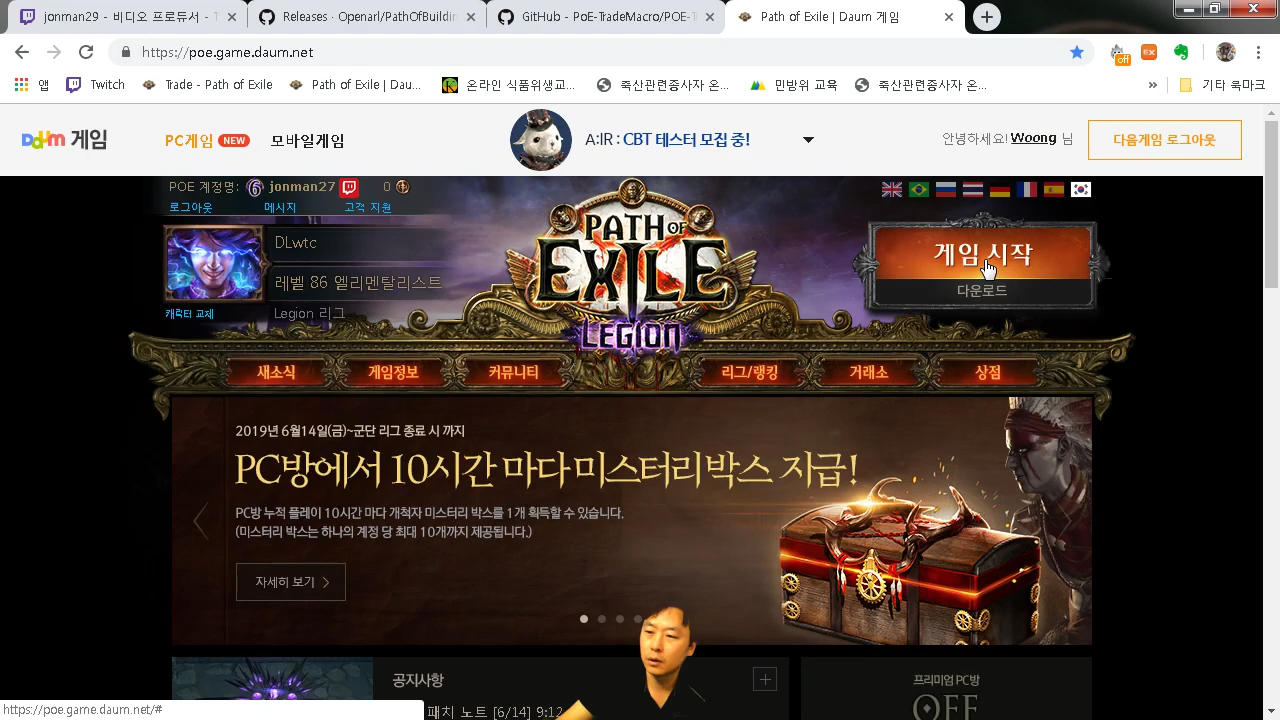 jonman29 - 비디오 프로듀서 - T
Releases · Openarl/PathOfBuildin
GitHub - PoE-TradeMacro/POE-T
Path of Exile | Daum 게임
https://poe.game.daum.net
off
앱
Twitch
Trade - Path of Exile
Path of Exile | Dau...
온라인 식품위생교...
축산관련종사자 온...
민방위 교육
축산관련종사자 온...
»
기타 북마크
Daum 게임
PC게임 NEW
모바일게임
A:IR : CBT 테스터 모집 중!
안녕하세요! Woong 님
다음게임 로그아웃
POE 계정명: 6 jonman27 0
로그아웃 메시지 고객 지원
DLwtc
레벨 86 엘리멘탈리스트
캐릭터 교체
Legion 리그
PATH OF
EXILE
LEGION
게임 시작
다운로드
새소식
게임정보
커뮤니티
리그/랭킹
거래소
상점
2019년 6월14일(금)~군단 리그 종료 시 까지
PC방에서 10시간 마다 미스터리 박스 지급!
PC방 누적 플레이 10시간 마다 개척자 미스터리 박스를 1개 획득할 수 있습니다.
(미스터리 박스는 하나의 계정 당 최대 10개까지 제공됩니다.)
자세히 보기 >
공지사항
패치 노트 [6/14] 9:12
프리미엄 PC방
OFF
https://poe.game.daum.net/#